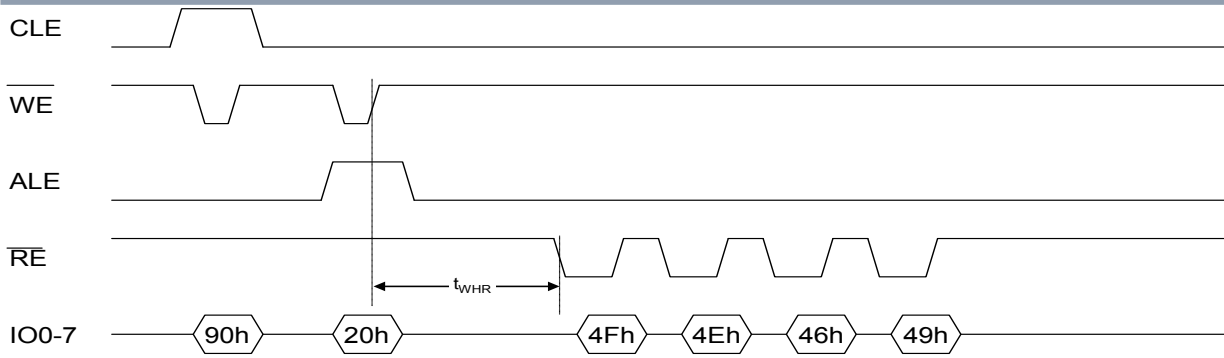 CLE
WE
ALE
RE
tWHR
IO0-7 90h 20h 4Fh 4Eh 46h 49h